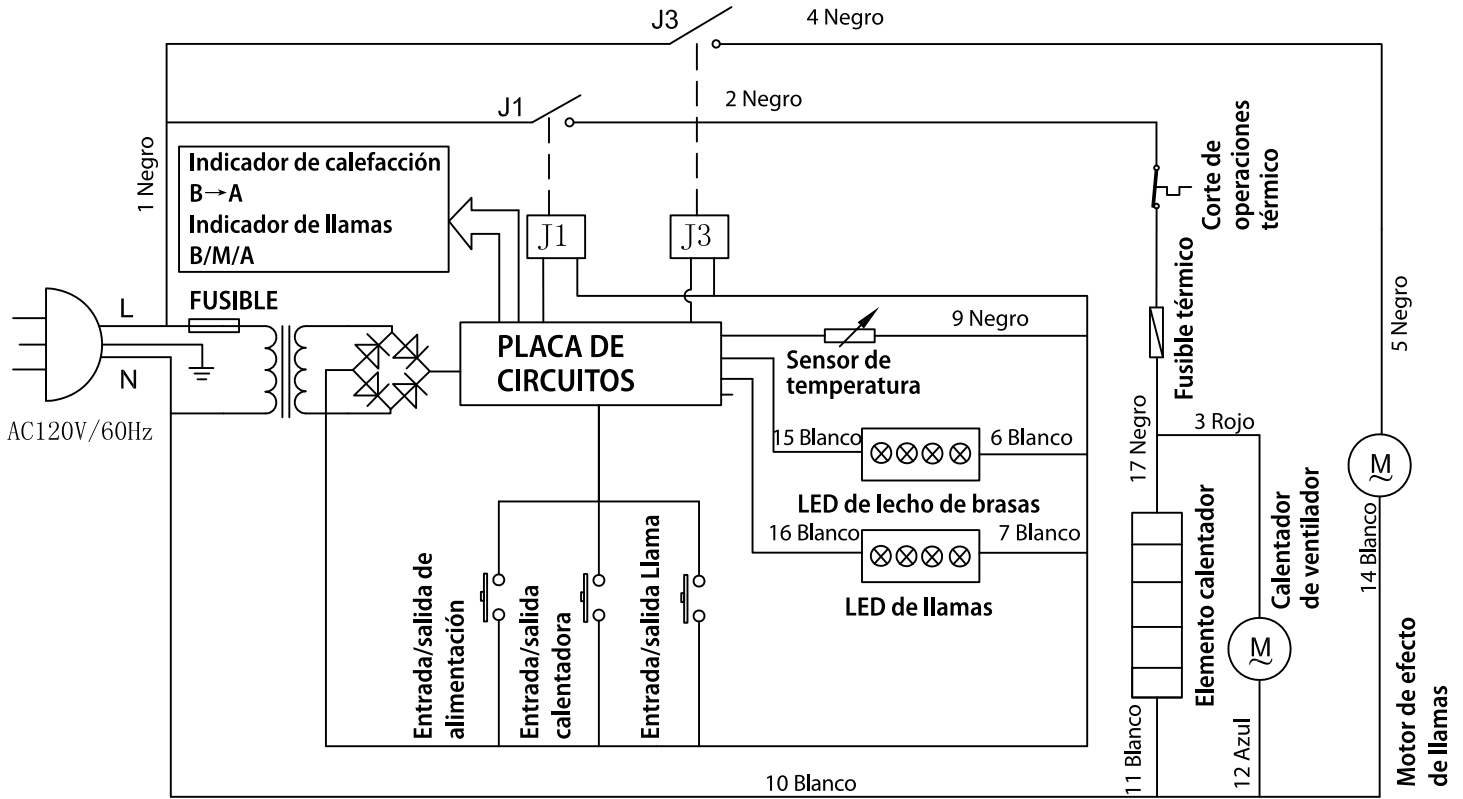 J3
4 Negro
J1
2 Negro
1 Negro
Indicador de calefacción
B→A
Indicador de llamas
B/M/A
J1
J3
Corte de
operaciones
térmico
L
FUSIBLE
N
AC120V/60Hz
PLACA DE
CIRCUITOS
9 Negro
Sensor de
temperatura
Fusible térmico
5 Negro
15 Blanco
6 Blanco
LED de lecho de brasas
16 Blanco
7 Blanco
LED de llamas
17 Negro
3 Rojo
M
Elemento calentador
Calentador
de ventilador
14 Blanco
M
Entrada/salida de
alimentación
Entrada/salida
calentadora
Entrada/salida Llama
11 Blanco
12 Azul
Motor de efecto
de llamas
10 Blanco